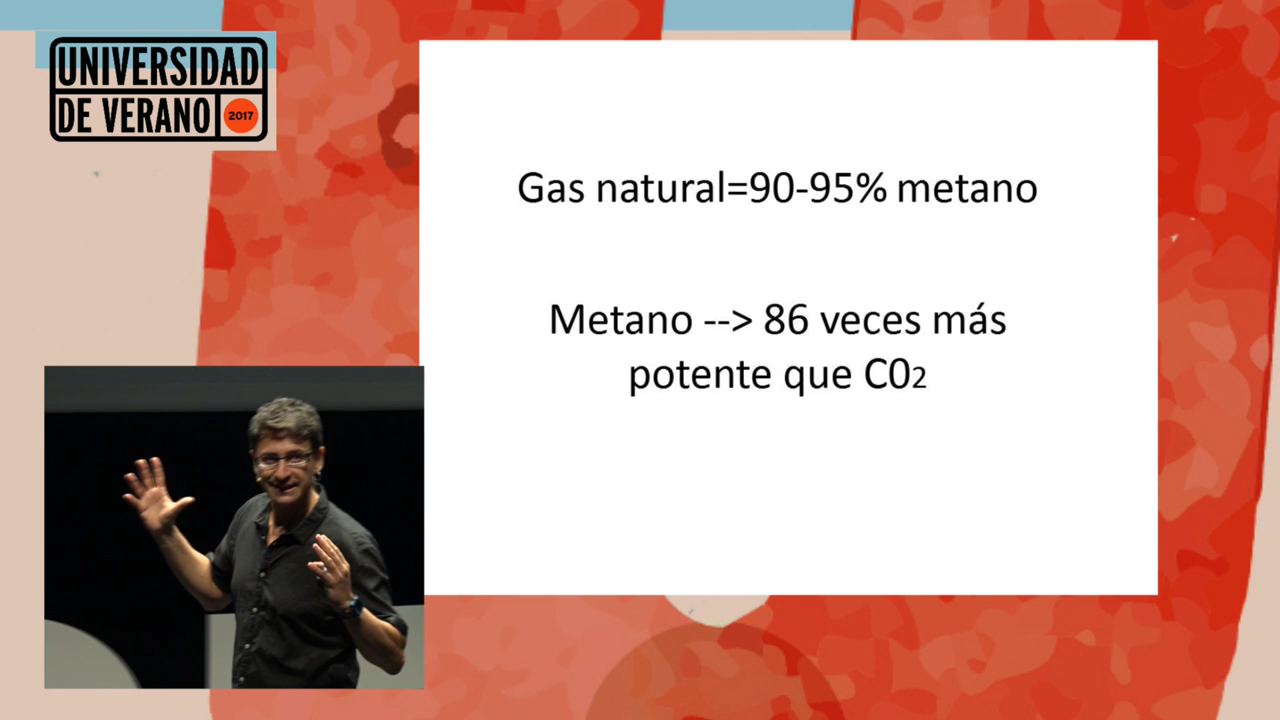 UNIVERSIDAD
DE VERANO 2017
Gas natural=90-95% metano
Metano --> 86 veces más
potente que C02